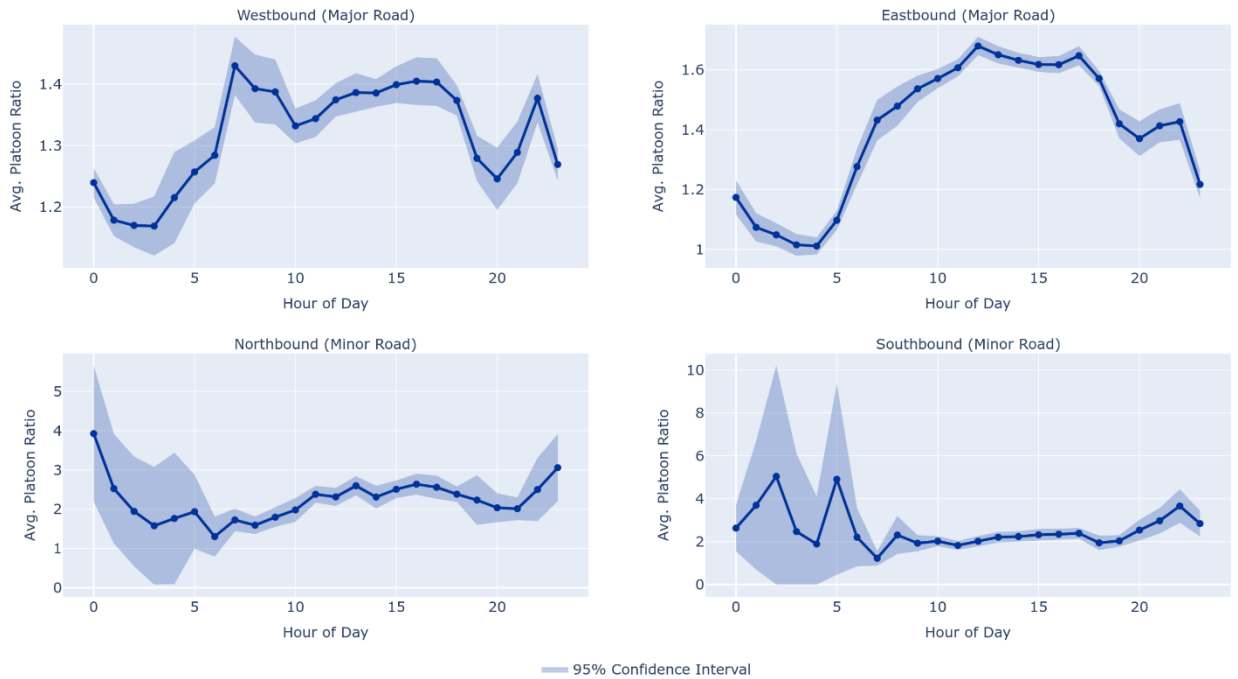 Westbound (Major Road)
Avg. Platoon Ratio
1.4
1.3
1.2
0 5 10 15 20
Hour of Day
Eastbound (Major Road)
Avg. Platoon Ratio
1.6
1.4
1.2
1
0 5 10 15 20
Hour of Day
Northbound (Minor Road)
Avg. Platoon Ratio
5
4
3
2
1
0
0 5 10 15 20
Hour of Day
Southbound (Minor Road)
Avg. Platoon Ratio
10
8
6
4
2
0
0 5 10 15 20
Hour of Day
95% Confidence Interval